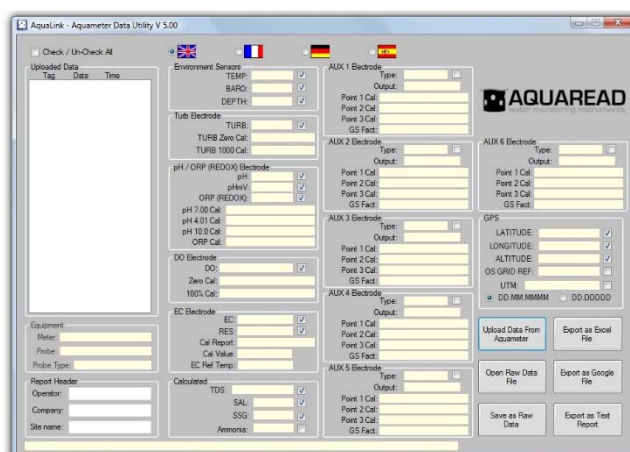 AquaLink - Aquameter Data Utility V 5.00
Check / Un-Check All
Uploaded Data
Tag Date Time
Equipment
Meter:
Probe:
Probe Type:
Report Header
Operator:
Company:
Site name:
Environment Sensors
TEMP:
BARO:
DEPTH:
Turb Electrode
TURB:
TURB Zero Cal:
TURB 1000 Cal:
pH / ORP (REDOX) Electrode
pH:
pHmV:
ORP (REDOX):
pH 7.00 Cal:
pH 4.01 Cal:
pH 10.0 Cal:
ORP Cal:
DO Electrode
DO:
Zero Cal:
100% Cal:
EC Electrode
EC:
RES:
Cal Report:
Cal Value:
EC Ref Temp:
Calculated
TDS:
SAL:
SSG:
Ammonia:
AUX 1 Electrode
Type:
Output:
Point 1 Cal:
Point 2 Cal:
Point 3 Cal:
GS Fact:
AUX 2 Electrode
Type:
Output:
Point 1 Cal:
Point 2 Cal:
Point 3 Cal:
GS Fact:
AUX 3 Electrode
Type:
Output:
Point 1 Cal:
Point 2 Cal:
Point 3 Cal:
GS Fact:
AUX 4 Electrode
Type:
Output:
Point 1 Cal:
Point 2 Cal:
Point 3 Cal:
GS Fact:
AUX 5 Electrode
Type:
Output:
Point 1 Cal:
Point 2 Cal:
Point 3 Cal:
GS Fact:
AQUAREAD
water monitoring instruments
AUX 6 Electrode
Type:
Output:
Point 1 Cal:
Point 2 Cal:
Point 3 Cal:
GS Fact:
GPS
LATITUDE:
LONGITUDE:
ALTITUDE:
OS GRID REF:
UTM:
DD MM.MMMM DD.DDDDD
Upload Data From
Aquameter
Export as Excel
File
Open Raw Data
File
Export as Google
File
Save as Raw
Data
Export as Text
Report